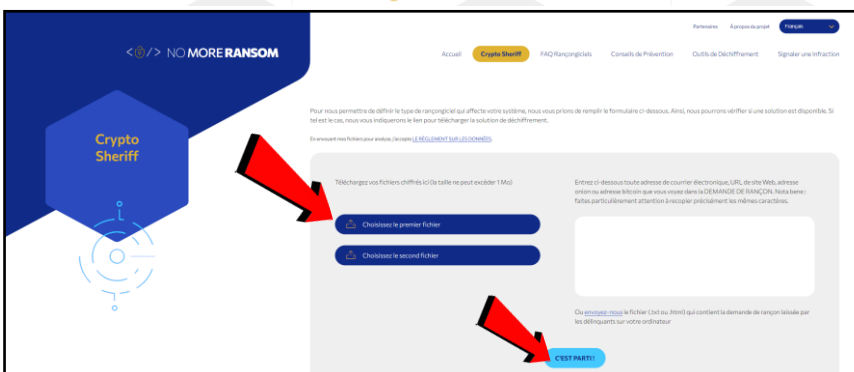 Partenaires A propos du projet Français
<@/> NO MORE RANSOM
Accueil Crypto Sheriff FAQ Rançongiciels Conseils de Prévention Outils de Déchiffrement Signaler une Infraction
Pour nous permettre de définir le type de rançongiciel qui affecte votre système, nous vous prions de remplir le formulaire ci-dessous. Ainsi, nous pourrons vérifier si une solution est disponible. Si
tel est le cas, nous vous indiquerons le lien pour télécharger la solution de déchiffrement.
En envoyant mes fichiers pour analyse, j'accepte LE RÈGLEMENT SUR LES DONNÉES.
Crypto
Sheriff
Téléchargez vos fichiers chiffrés ici (la taille ne peut excéder 1 Mo)
Choisissez le premier fichier
Choisissez le second fichier
Entrez ci-dessous toute adresse de courrier électronique, URL de site Web, adresse
onion ou adresse bitcoin que vous voyez dans la DEMANDE DE RANÇON. Nota bene :
faites particulièrement attention à recopier précisément les mêmes caractères.
Ou envoyez-nous le fichier (.txt ou .html) qui contient la demande de rançon laissée par
les délinquants sur votre ordinateur
C'EST PARTI!